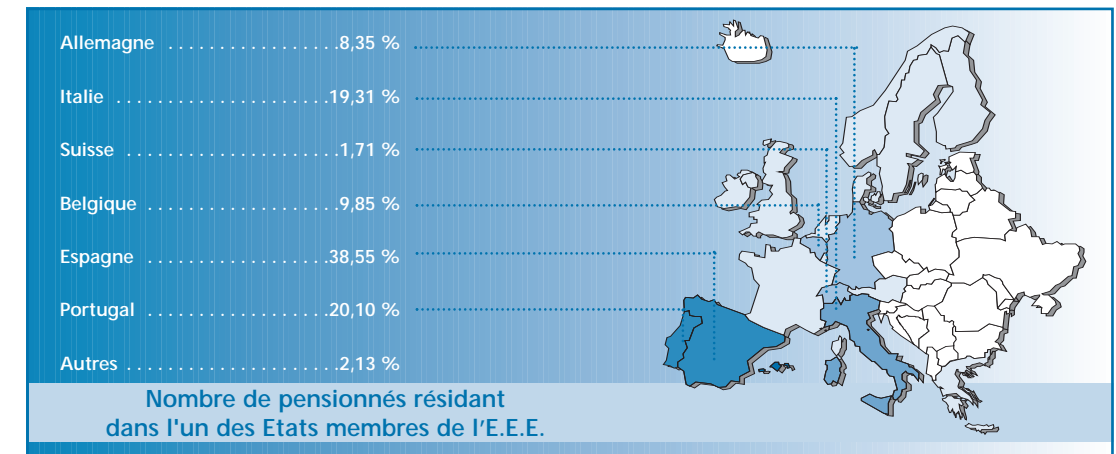 Allemagne . . . . . . . . . . . . . . . . .8,35 %
Italie . . . . . . . . . . . . . . . . . . . . .19,31 %
Suisse . . . . . . . . . . . . . . . . . . . . .1,71 %
Belgique . . . . . . . . . . . . . . . . . . .9,85 %
Espagne . . . . . . . . . . . . . . . . . .38,55 %
Portugal . . . . . . . . . . . . . . . . . .20,10 %
Autres . . . . . . . . . . . . . . . . . . . . .2,13 %
Nombre de pensionnés résidant
dans l'un des Etats membres de l'E.E.E.